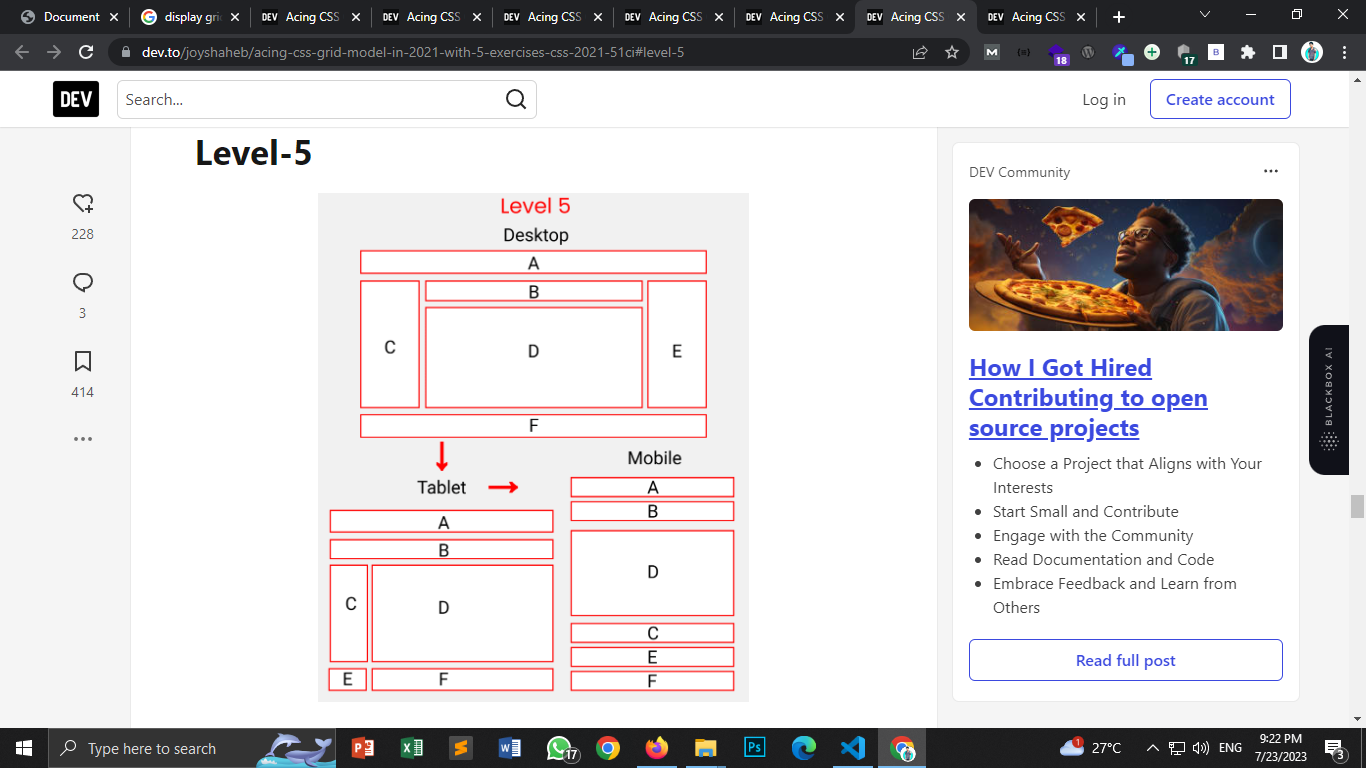 Document
display gri
DEV Acing CSS
DEV Acing CSS
DEV Acing CSS
DEV Acing CSS
DEV Acing CSS
DEV Acing CSS
DEV Acing CSS
dev.to/joyshaheb/acing-css-grid-model-in-2021-with-5-exercises-css-2021-51ci#level-5
M
18
17
B
DEV
Search...
Log in
Create account
Level-5
228
3
414
Level 5
Desktop
A
B
C
D
E
F
Tablet
A
B
C
D
E
F
Mobile
A
B
D
C
E
F
DEV Community
How I Got Hired
Contributing to open
source projects
Choose a Project that Aligns with Your
Interests
Start Small and Contribute
Engage with the Community
Read Documentation and Code
Embrace Feedback and Learn from
Others
Read full post
BLACKBOX AI
Type here to search
17
Ps
1
27°C
ENG
9:22 PM
7/23/2023
3